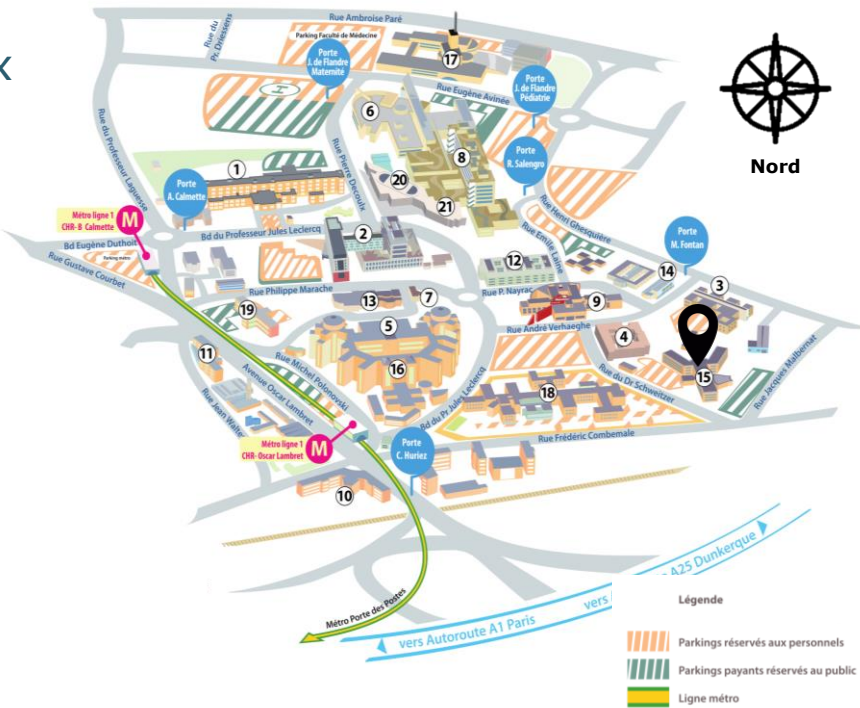 x
Rue Ambroise Paré
Rue du
Pr. Driessens
Parking Faculté de Médecine
17
Porte
J. de Flandre
Maternité
Porte
J. de Flandre
Pédiatrie
Rue Eugène Avinée
H
6
8
Nord
Rue du Professeur Laguesse
Rue Pierre Decoulx
1
Porte
A. Calmette
20
21
Porte
R. Salengro
Rue Henri Ghesquière
Métro ligne 1
CHR- B Calmette
M
Bd du Professeur Jules Leclercq
2
Rue Emile Laine
Porte
M. Fontan
Bd Eugène Duthoit
Parking métro
Rue Gustave Courbet
12
14
3
Rue Philippe Marache
13
7
Rue P. Nayrac
9
19
5
Rue André Verhaeghe
4
11
16
15
Rue Michel Polonovski
Avenue Oscar Lambret
Rue Jean Walter
Bd du Pr Jules Leclercq
18
Rue du Dr Schweitzer
Rue Jacques Malbernat
Métro ligne 1
CHR- Oscar Lambret
M
Porte
C. Huriez
Rue Frédéric Combemale
10
Métro Porte des Postes
vers Autoroute A1 Paris
vers
A25 Dunkerque
Légende
Parkings réservés aux personnels
Parkings payants réservés au public
Ligne métro